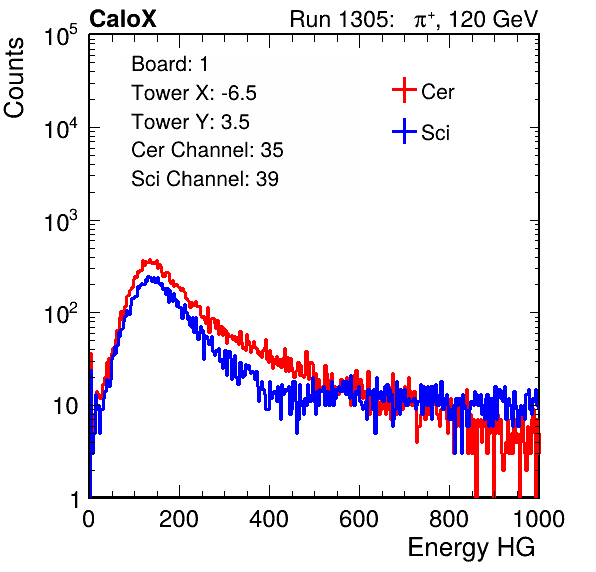 CaloX Run 1305: π⁺, 120 GeV
Counts
10⁵
10⁴
10³
10²
10
1
Board: 1
Tower X: -6.5
Tower Y: 3.5
Cer Channel: 35
Sci Channel: 39
Cer
Sci
0 200 400 600 800 1000
Energy HG